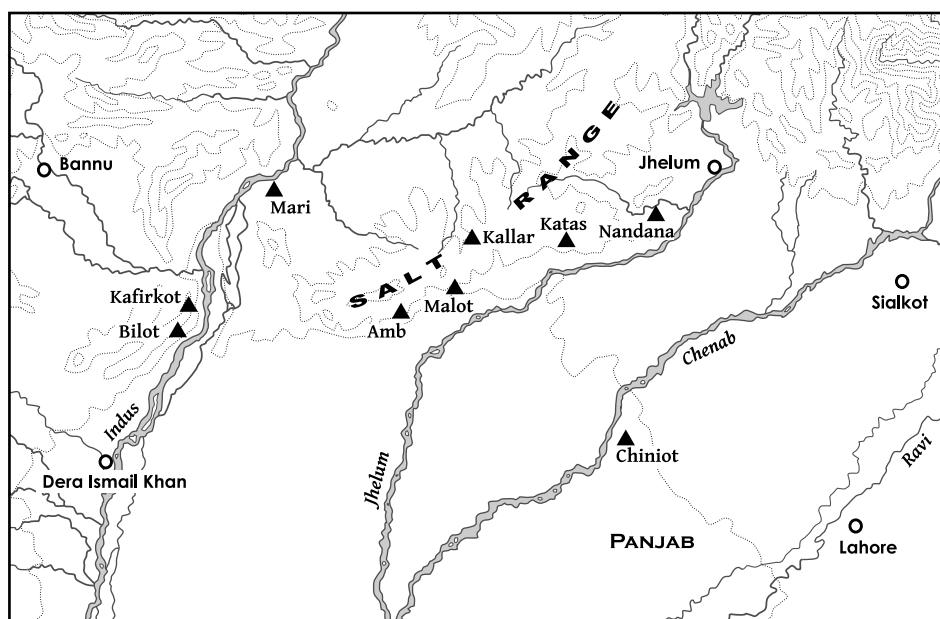 Bannu
Mari
SALT RANGE
Jhelum
Kallar
Katas
Nandana
Kafirkot
Bilot
Amb
Malot
Sialkot
Chenab
Indus
Jhelum
Chiniot
Ravi
Dera Ismail Khan
PANJAB
Lahore